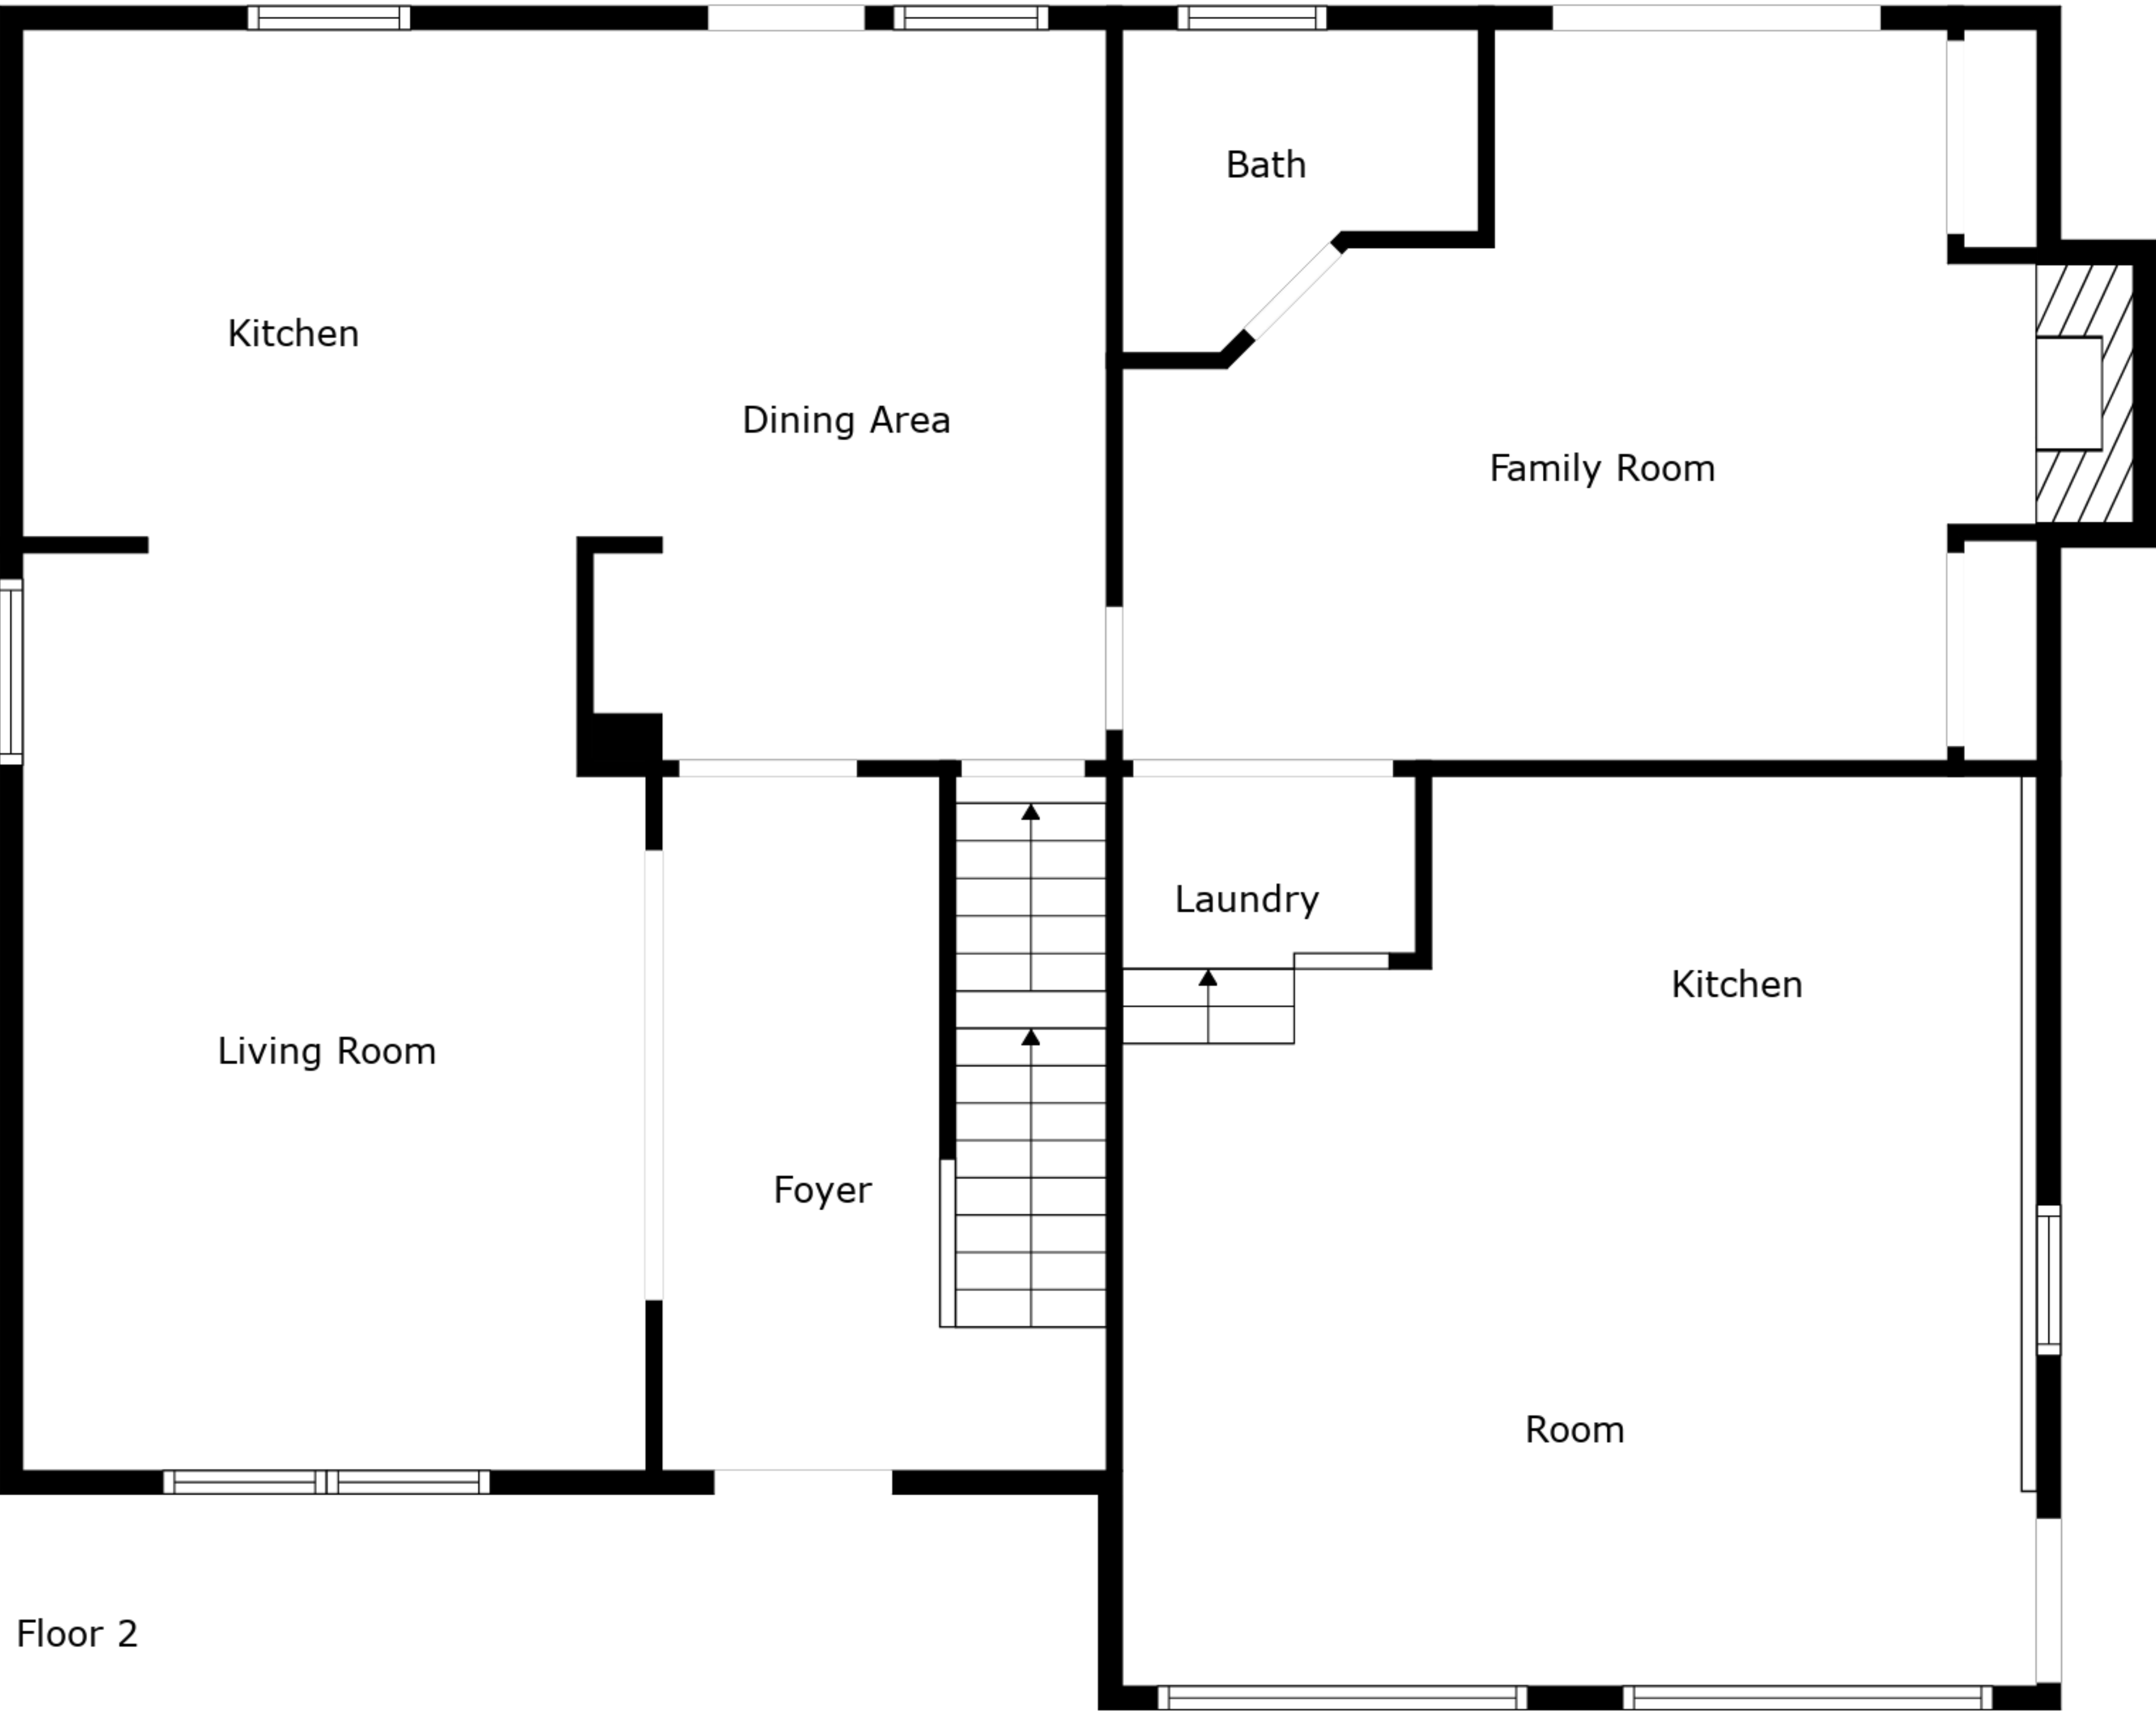 Bath
Kitchen
Dining Area
Family Room
Laundry
Kitchen
Living Room
Foyer
Room
Floor 2